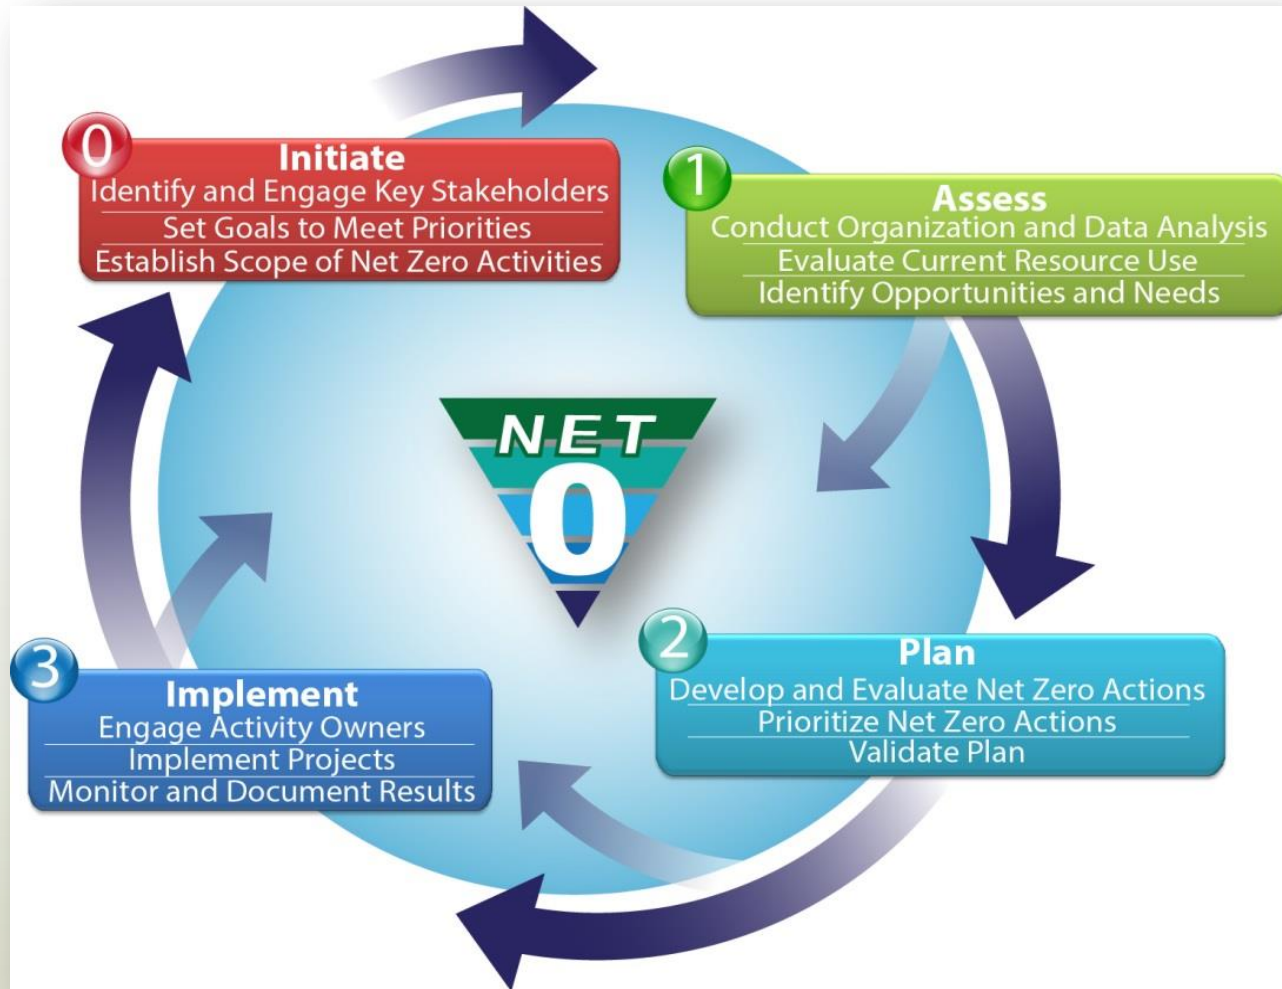 0
Initiate
Identify and Engage Key Stakeholders
Set Goals to Meet Priorities
Establish Scope of Net Zero Activities
1
Assess
Conduct Organization and Data Analysis
Evaluate Current Resource Use
Identify Opportunities and Needs
NET
0
2
Plan
Develop and Evaluate Net Zero Actions
Prioritize Net Zero Actions
Validate Plan
3
Implement
Engage Activity Owners
Implement Projects
Monitor and Document Results